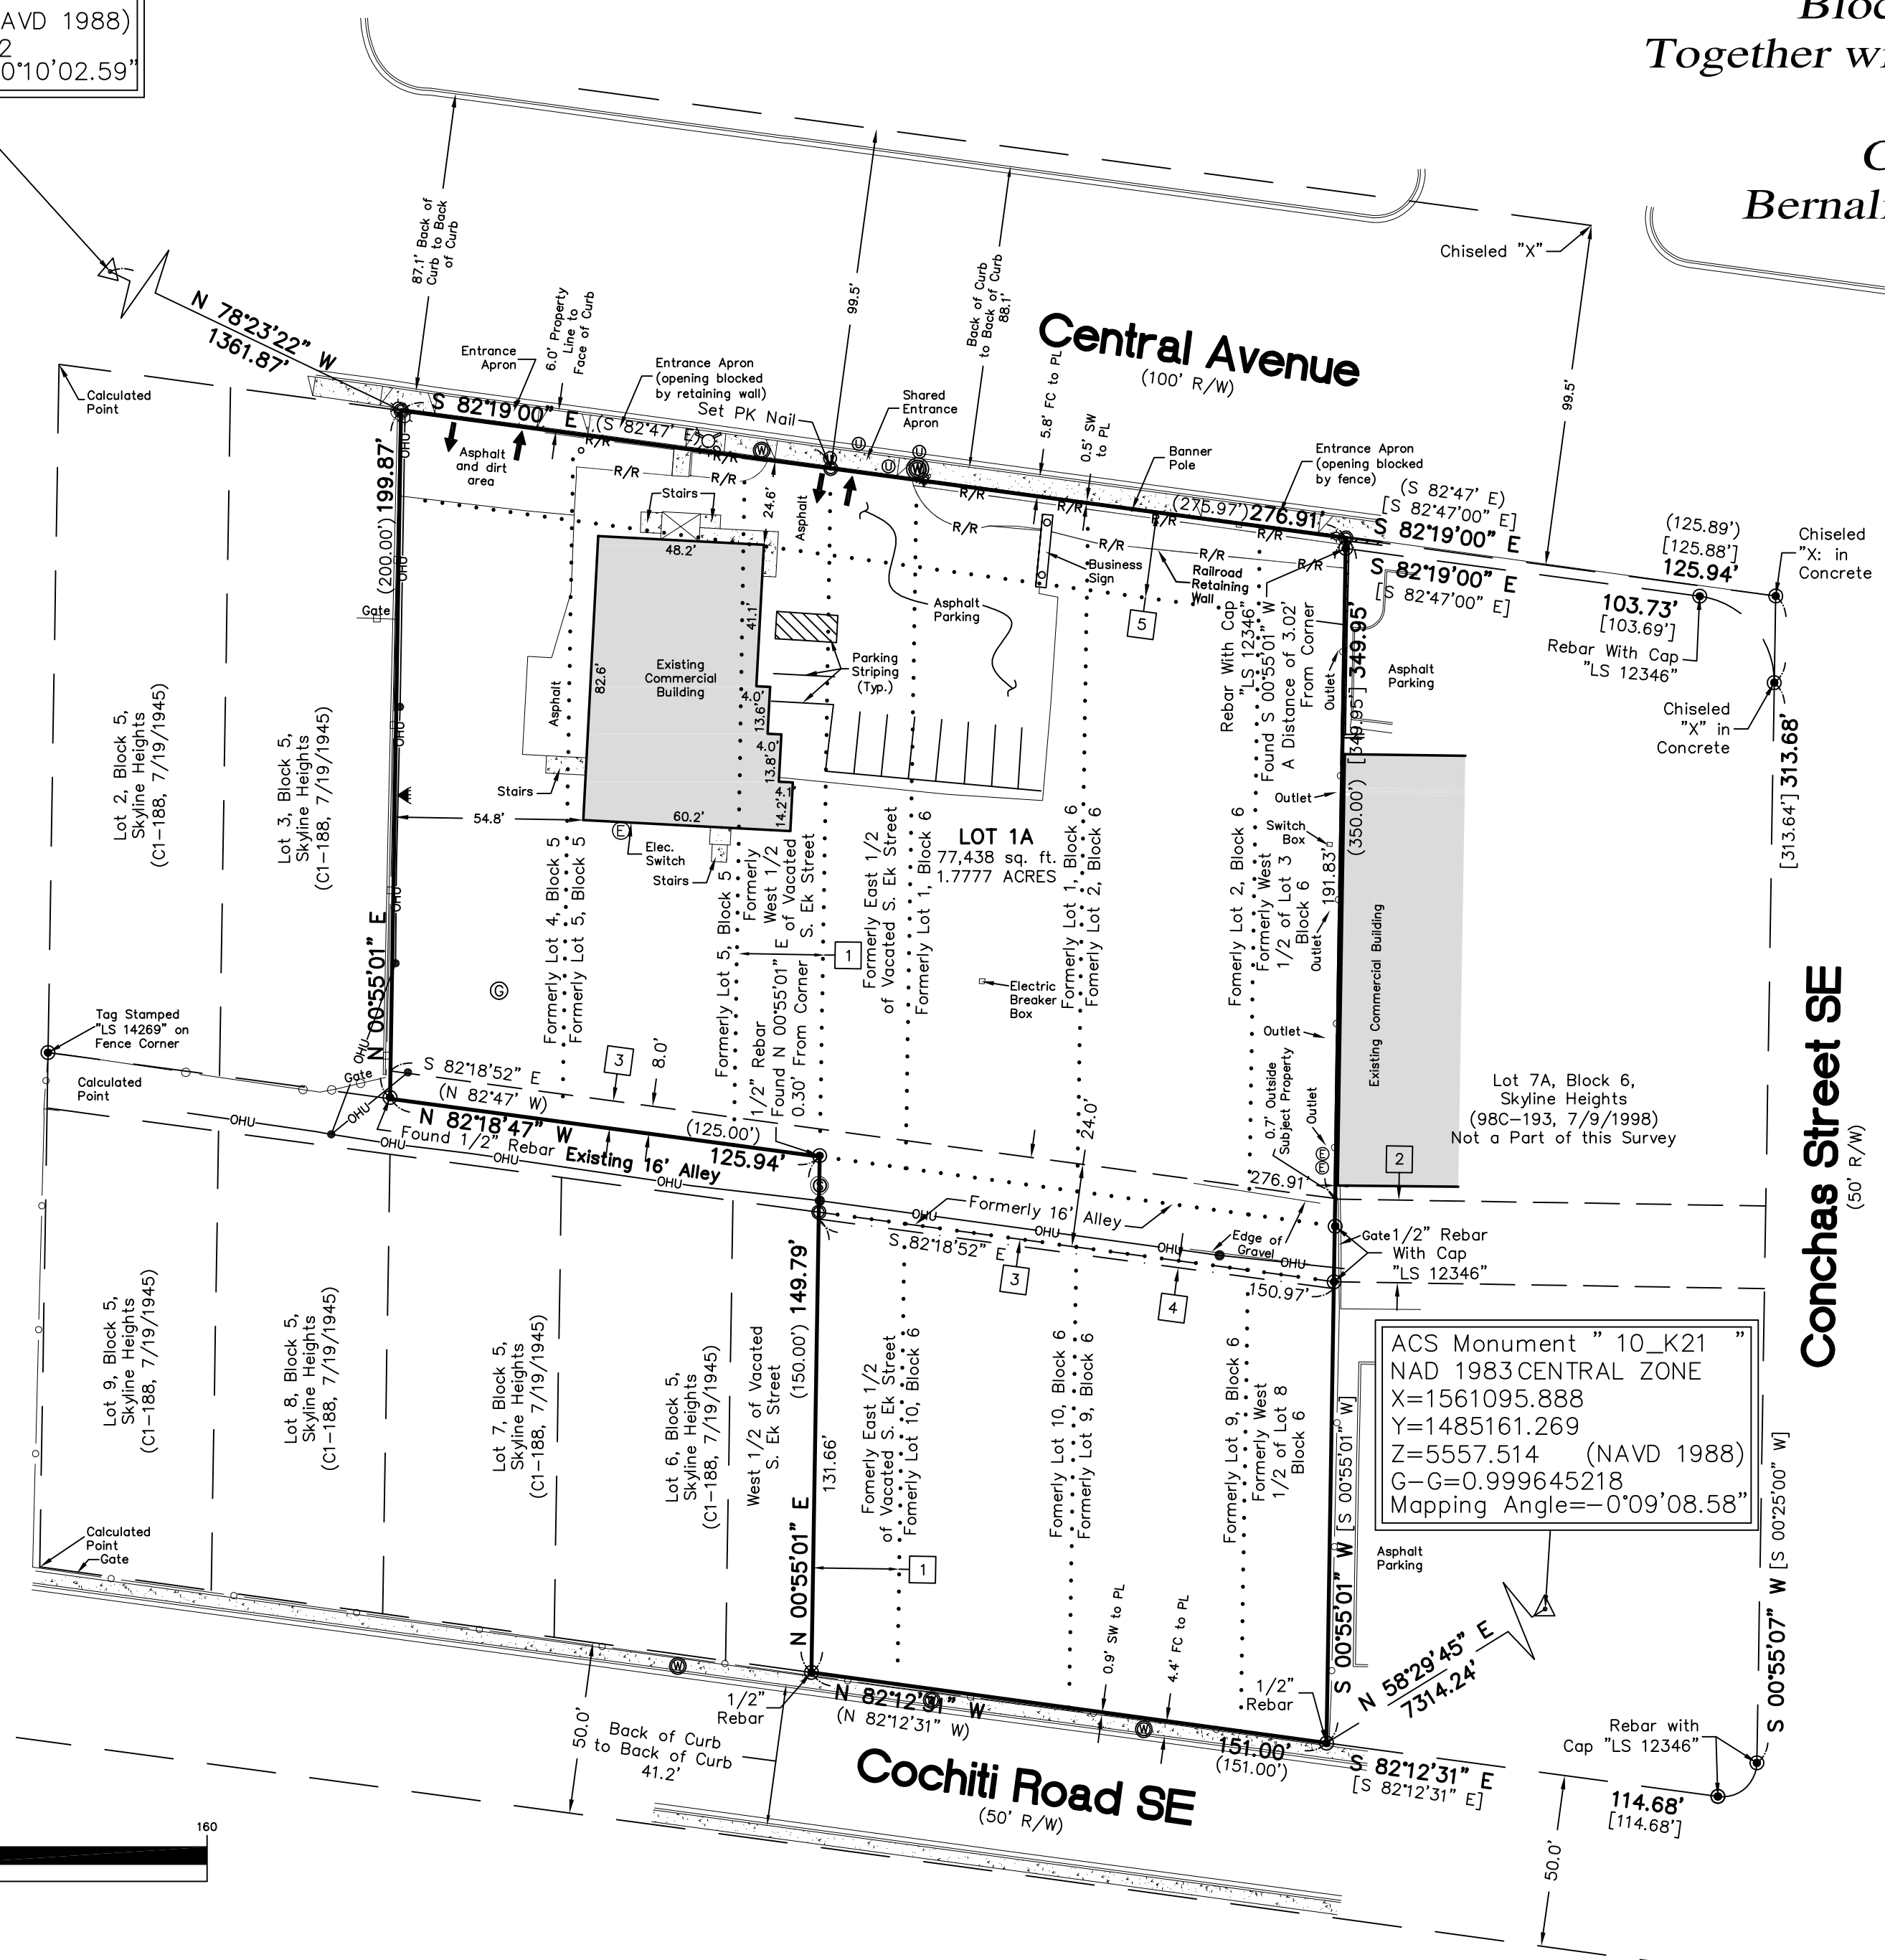 AVD 1988)
2
0°10'02.59"
Bloc
Together wi
C
Bernali
N 78°23'22" W
1361.87'
87.1' Back of
Curb to Back
of Curb
6.0' Property
Line to
Face of Curb
99.5'
Back of Curb
to Back of Curb
88.1'
Central Avenue
(100' R/W)
Chiseled "X"
99.5'
Calculated
Point
Entrance
Apron
Entrance Apron
(opening blocked
by retaining wall)
Set PK Nail
Shared
Entrance
Apron
5.8' FC to PL
0.5' SW
to PL
Banner
Pole
Entrance Apron
(opening blocked
by fence)
S 82°19'00" E
(S 82°47' E)
(275.97')
276.91'
(S 82°47' E)
[S 82°47'00" E]
S 82°19'00" E
(125.89')
[125.88']
125.94'
Chiseled
"X: in
Concrete
S 82°19'00" E
[S 82°47'00" E]
103.73'
[103.69']
Rebar With Cap
"LS 12346"
Chiseled
"X" in
Concrete
[313.64'] 313.68'
R/R
R/R
R/R
R/R
R/R
R/R
R/R
R/R
R/R
R/R
R/R
R/R
W
U
U
U
W
Asphalt
and dirt
area
Stairs
24.6'
Asphalt
Business
Sign
Railroad
Retaining
Wall
5
(200.00') 199.87'
OHU
OHU
OHU
OHU
Gate
48.2'
41.1'
82.6'
Existing
Commercial
Building
4.0'
13.6'
4.0'
13.8'
4.1'
14.2'
60.2'
54.8'
Asphalt
Stairs
E
Elec.
Switch
Stairs
Parking
Striping
(Typ.)
Asphalt
Parking
Rebar With Cap
"LS 12346"
Found S 00°55'01" W
A Distance of 3.02'
From Corner
Outlet
[349.95'] 349.95'
(350.00')
Asphalt
Parking
Outlet
Switch
Box
191.83'
Outlet
Outlet
Existing Commercial Building
Lot 2, Block 5,
Skyline Heights
(C1-188, 7/19/1945)
Lot 3, Block 5,
Skyline Heights
(C1-188, 7/19/1945)
N 00°55'01" E
G
Formerly Lot 4, Block 5
Formerly Lot 5, Block 5
Formerly Lot 5, Block 5
Formerly
West 1/2
of Vacated
S. Ek Street
1
Formerly East 1/2
of Vacated S. Ek Street
Formerly Lot 1, Block 6
LOT 1A
77,438 sq. ft.
1.7777 ACRES
Electric
Breaker
Box
Formerly Lot 1, Block 6
Formerly Lot 2, Block 6
Fomerly Lot 2, Block 6
Formerly West
1/2 of Lot 3
Block 6
Tag Stamped
"LS 14269" on
Fence Corner
Calculated
Point
Gate
OHU
OHU
OHU
OHU
OHU
OHU
S 82°18'52" E
(N 82°47' W)
N 82°18'47" W
Found 1/2" Rebar
Existing 16' Alley
(125.00')
125.94'
3
8.0'
1/2" Rebar
Found N 00°55'01" E
0.30' From Corner
24.0'
0.7' Outside
Subject Property
Outlet
E
E
2
276.91'
Lot 7A, Block 6,
Skyline Heights
(98C-193, 7/9/1998)
Not a Part of this Survey
G
Formerly 16' Alley
OHU
OHU
OHU
OHU
S 82°18'52" E
3
4
Edge of
Gravel
150.97'
Gate
1/2" Rebar
With Cap
"LS 12346"
Conchas Street SE
(50' R/W)
Lot 9, Block 5,
Skyline Heights
(C1-188, 7/19/1945)
Lot 8, Block 5,
Skyline Heights
(C1-188, 7/19/1945)
Lot 7, Block 5,
Skyline Heights
(C1-188, 7/19/1945)
Lot 6, Block 5,
Skyline Heights
(C1-188, 7/19/1945)
West 1/2 of Vacated
S. Ek Street
N 00°55'01" E
(150.00') 149.79'
131.66'
Fomerly East 1/2
of Vacated S. Ek Street
Formerly Lot 10, Block 6
1
Fomerly Lot 10, Block 6
Formerly Lot 9, Block 6
Fomerly Lot 9, Block 6
Formerly West
1/2 of Lot 8
Block 6
S 00°55'01" W [S 00°55'01" W]
ACS Monument " 10_K21 "
NAD 1983 CENTRAL ZONE
X=1561095.888
Y=1485161.269
Z=5557.514 (NAVD 1988)
G-G=0.999645218
Mapping Angle=-0°09'08.58"
Asphalt
Parking
S 00°55'07" W [S 00°25'00" W]
N 58°29'45" E
7314.24'
Calculated
Point
Gate
W
1/2"
Rebar
50.0'
Back of Curb
to Back of Curb
41.2'
N 82°12'31" W
(N 82°12'31" W)
0.9' SW to PL
4.4' FC to PL
W
1/2"
Rebar
151.00'
(151.00')
S 82°12'31" E
[S 82°12'31" E]
Rebar with
Cap "LS 12346"
114.68'
[114.68']
50.0'
Cochiti Road SE
(50' R/W)
160